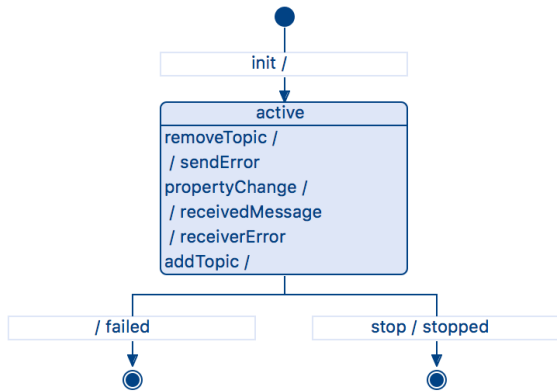 init /
active
removeTopic /
/ sendError
propertyChange /
/ receivedMessage
/ receiverError
addTopic /
/ failed
stop / stopped